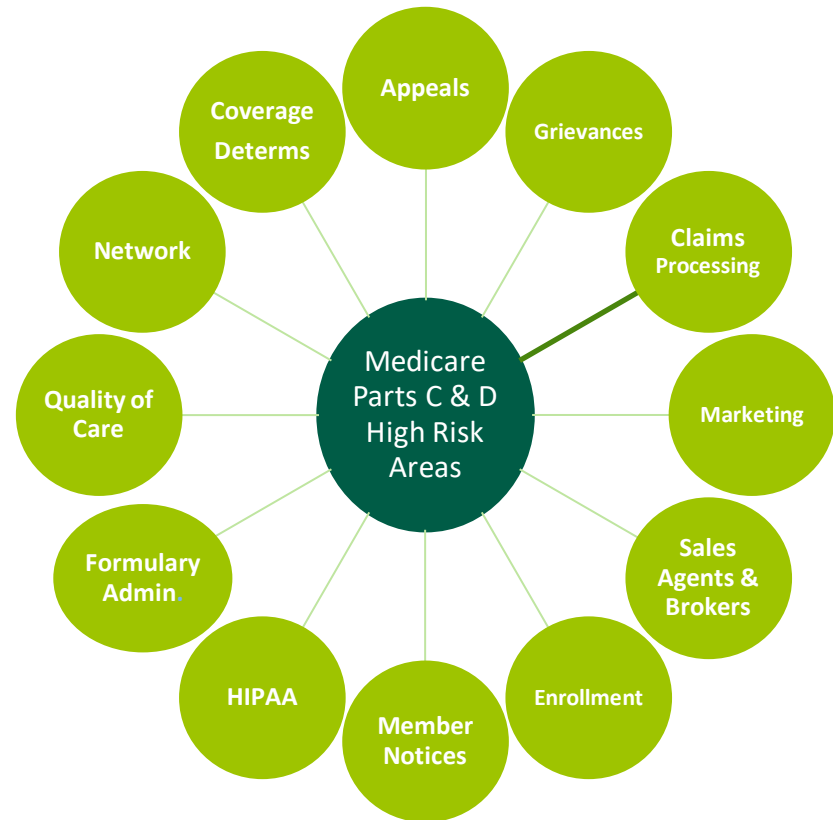 Appeals
Grievances
Claims
Processing
Marketing
Sales
Agents &
Brokers
Enrollment
Member
Notices
HIPAA
Formulary
Admin.
Quality of
Care
Network
Coverage
Determs
Medicare
Parts C & D
High Risk
Areas